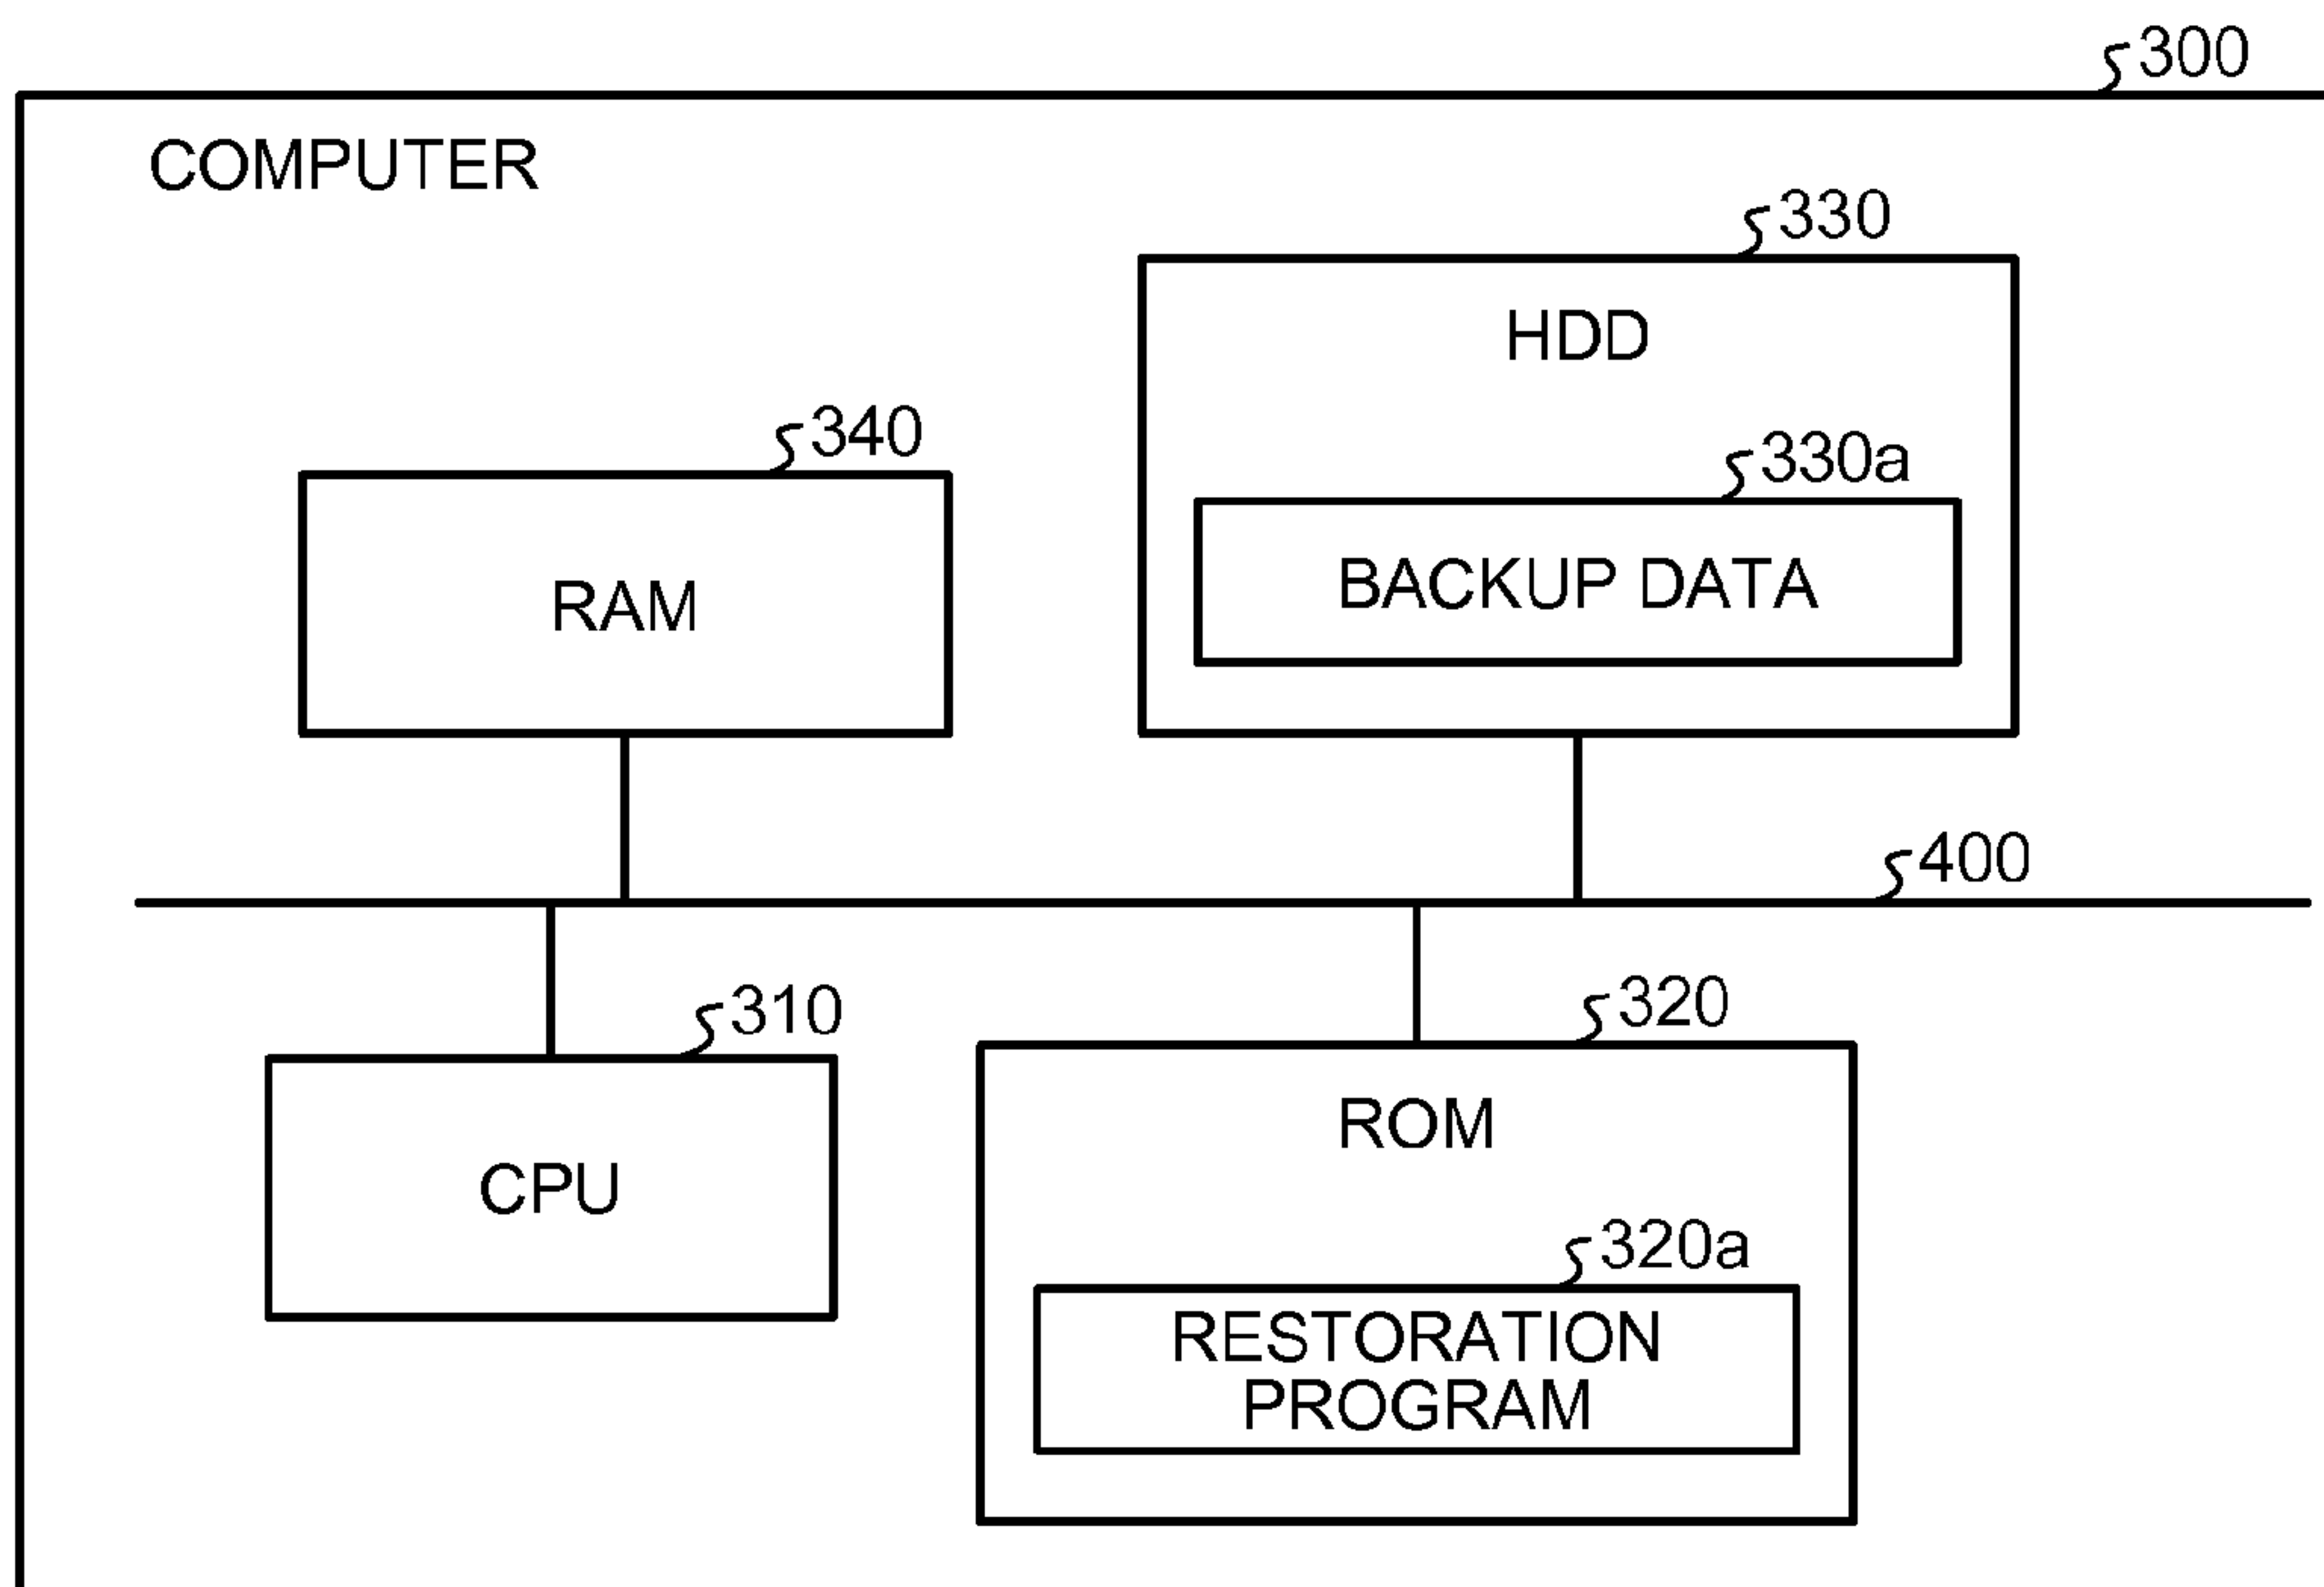 300
COMPUTER
330
HDD
340
330a
RAM
BACKUP DATA
400
310
320
CPU
ROM
320a
RESTORATION
PROGRAM